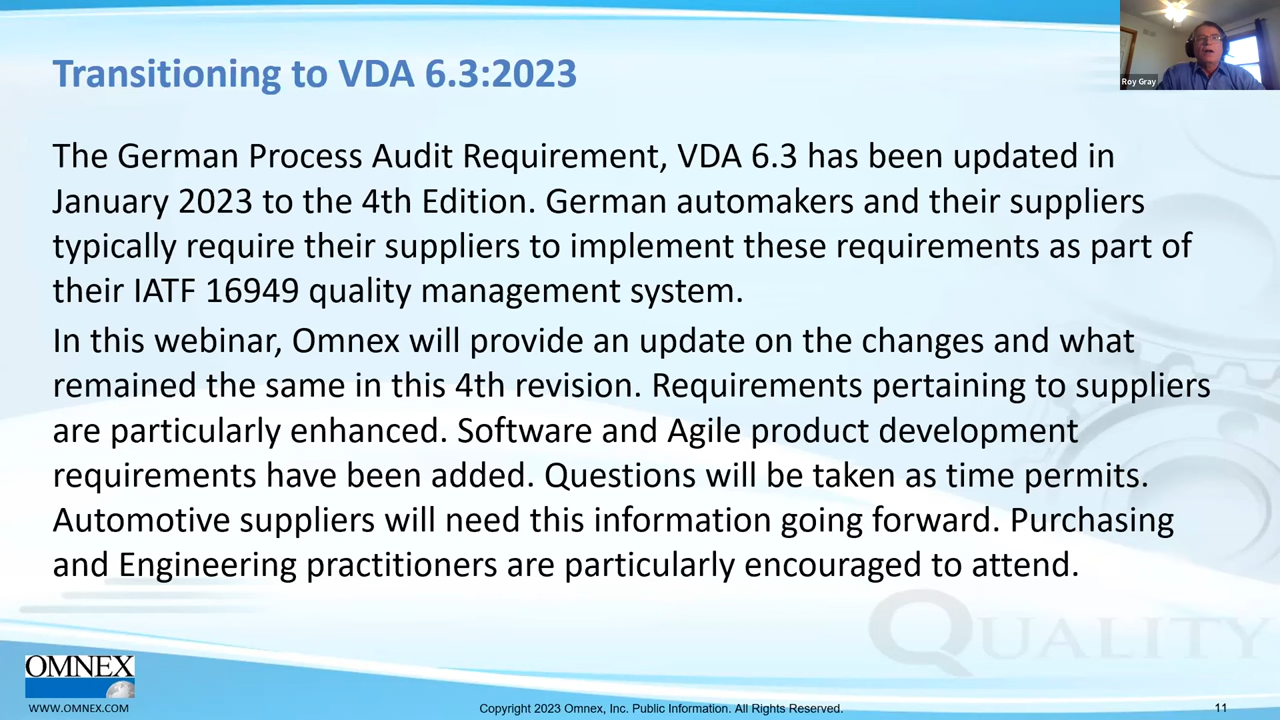 Transitioning to VDA 6.3:2023
Roy Gray
The German Process Audit Requirement, VDA 6.3 has been updated in
January 2023 to the 4th Edition. German automakers and their suppliers
typically require their suppliers to implement these requirements as part of
their IATF 16949 quality management system.
In this webinar, Omnex will provide an update on the changes and what
remained the same in this 4th revision. Requirements pertaining to suppliers
are particularly enhanced. Software and Agile product development
requirements have been added. Questions will be taken as time permits.
Automotive suppliers will need this information going forward. Purchasing
and Engineering practitioners are particularly encouraged to attend.
QUALITY
OMNEX
WWW.OMNEX.COM
Copyright 2023 Omnex, Inc. Public Information. All Rights Reserved.
11